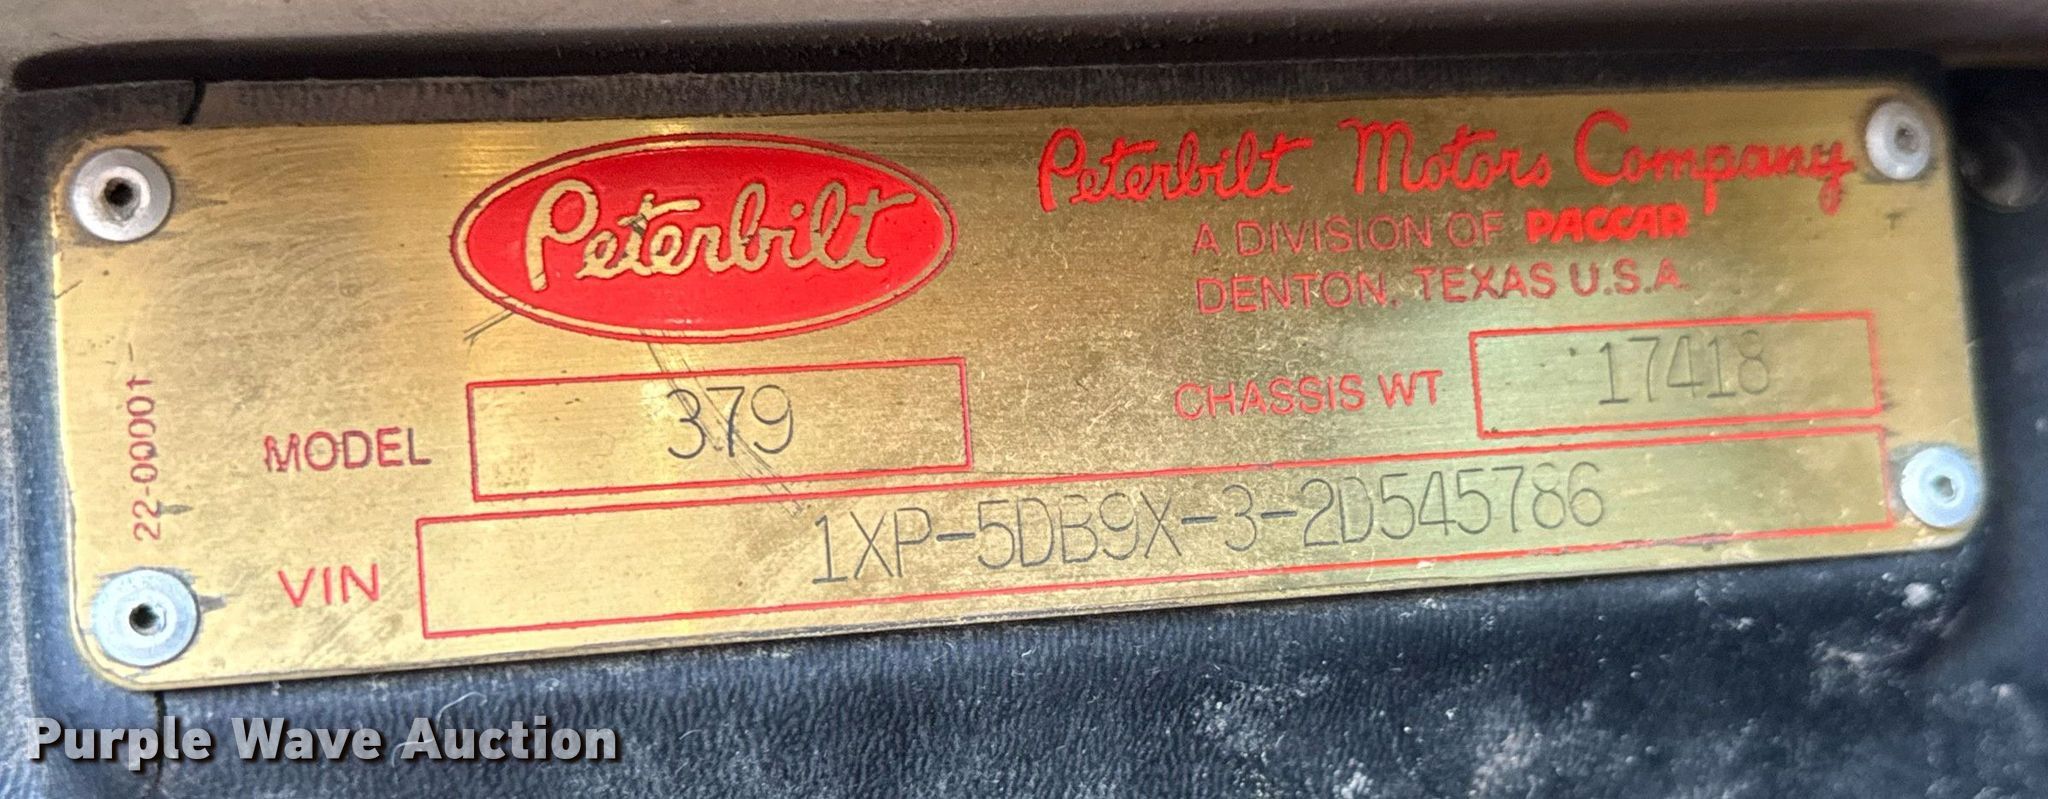 Peterbilt
Peterbilt Motors Company
A DIVISION OF PACCAR
DENTON, TEXAS U.S.A.
22-00001
MODEL 379
CHASSIS WT 17418
VIN 1XP-5DB9X-3-2D545786
Purple Wave Auction